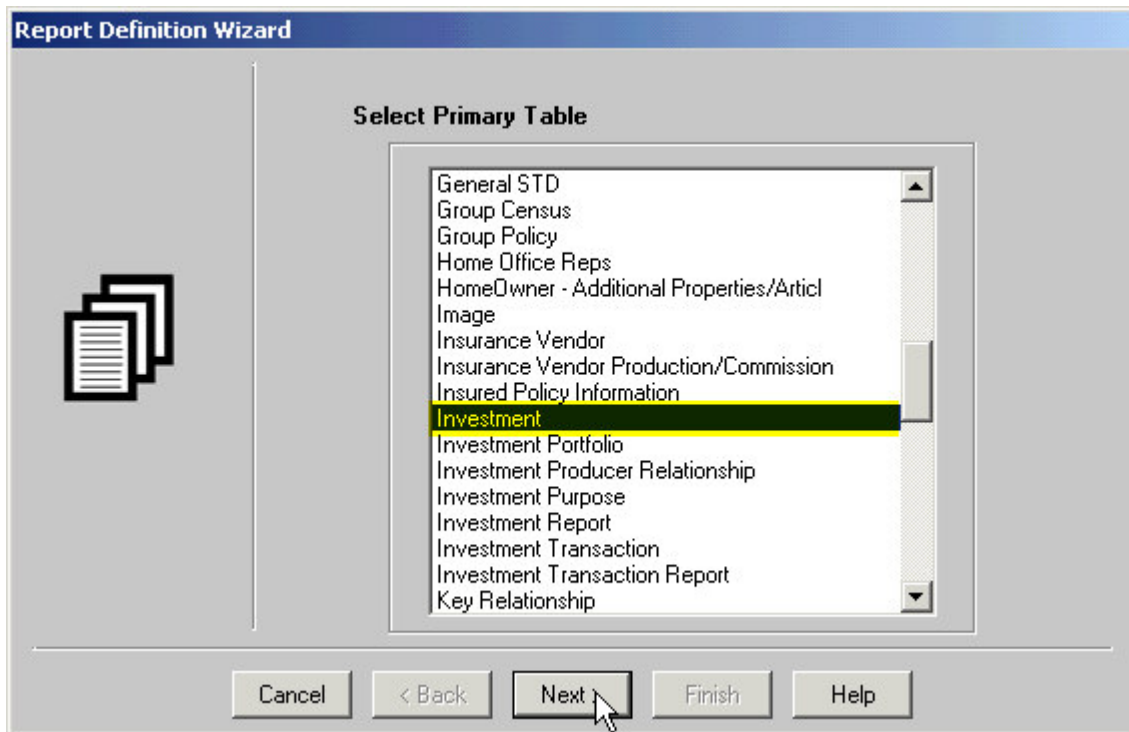 Report Definition Wizard
Select Primary Table
General STD
Group Census
Group Policy
Home Office Reps
HomeOwner - Additional Properties/Articl
Image
Insurance Vendor
Insurance Vendor Production/Commission
Insured Policy Information
Investment
Investment Portfolio
Investment Producer Relationship
Investment Purpose
Investment Report
Investment Transaction
Investment Transaction Report
Key Relationship
Cancel < Back Next > Finish Help